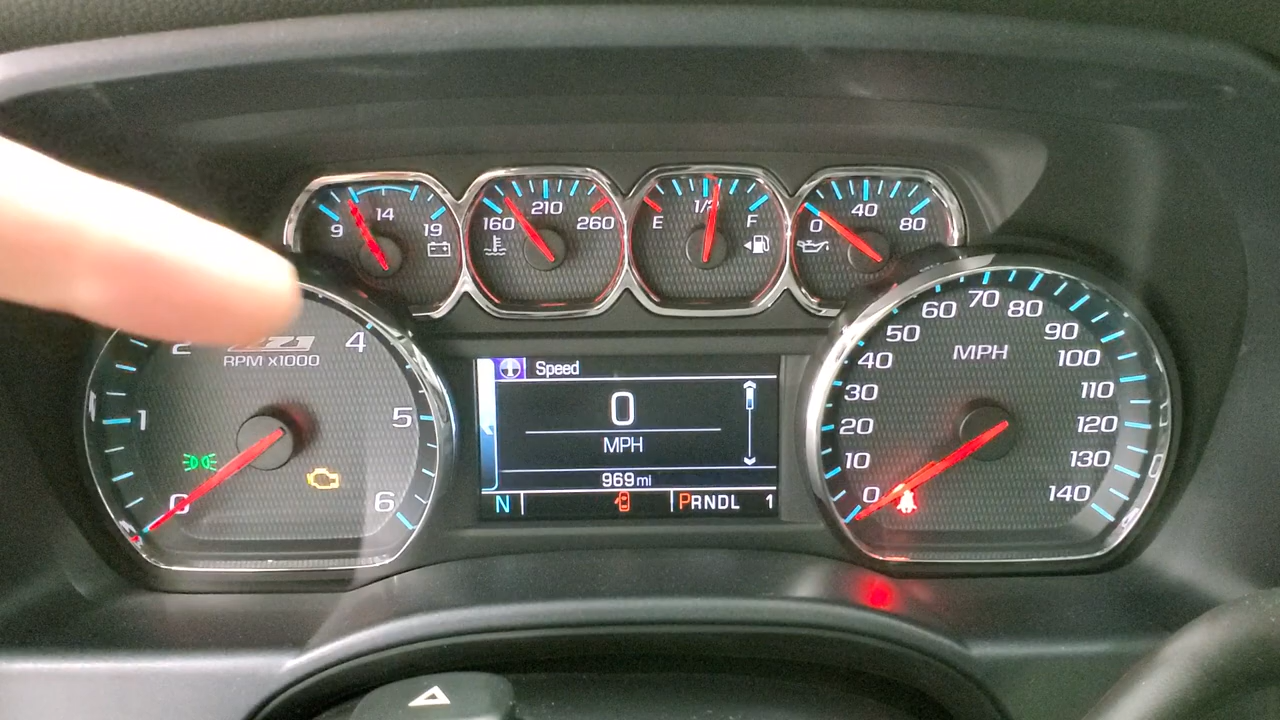 9 14 19
160 210 260
E 1/2 F
0 40 80
1 2 4 5 6
RPM x1000
Speed
0
MPH
969 mi
N PRNDL 1
0 10 20 30 40 50 60 70 80 90 100 110 120 130 140
MPH